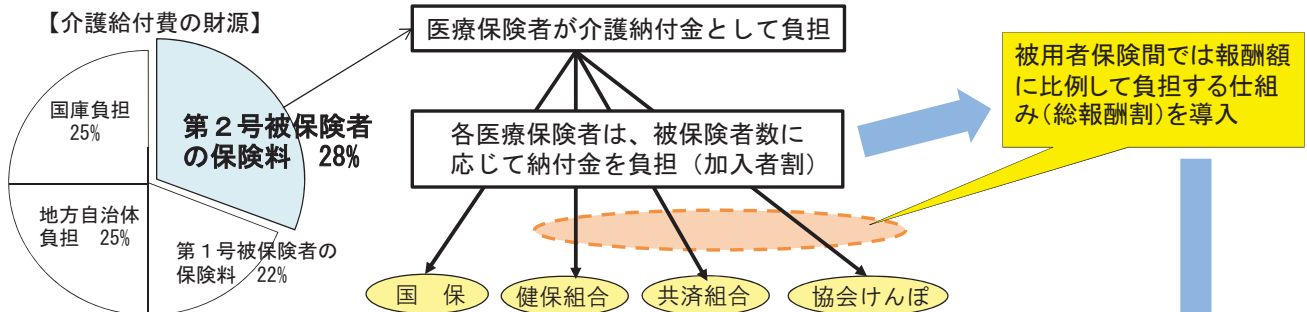 【介護給付費の財源】
国庫負担
25%
第２号被保険者
の保険料　28%
地方自治体
負担　25%
第１号被保険者の
保険料　22%
医療保険者が介護納付金として負担
各医療保険者は、被保険者数に
応じて納付金を負担（加入者割）
被用者保険間では報酬額
に比例して負担する仕組
み（総報酬割）を導入
国　保
健保組合
共済組合
協会けんぽ